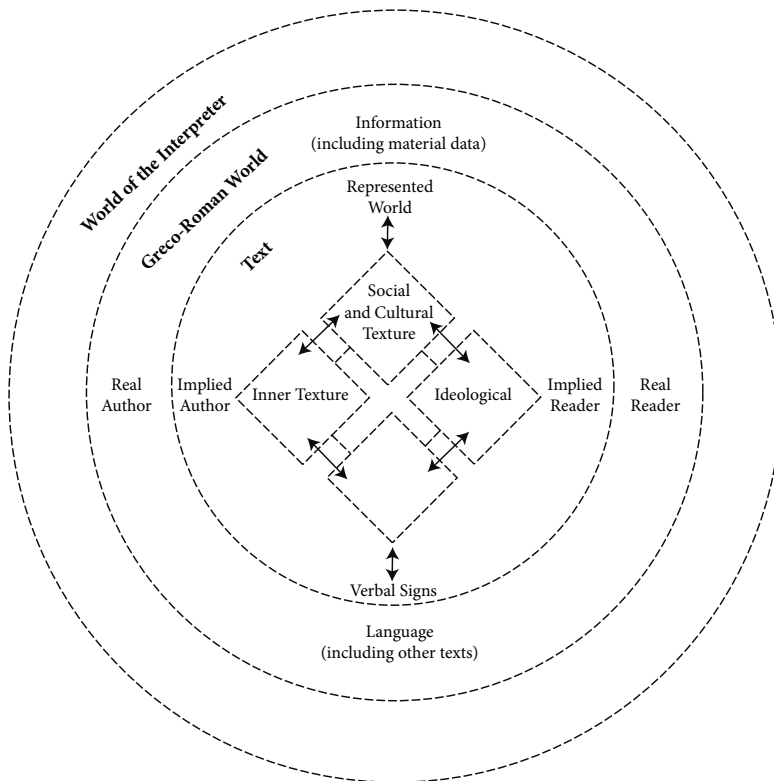 World of the Interpreter
Greco-Roman World
Text
Information
(including material data)
Represented
World
Social
and Cultural
Texture
Real
Author
Implied
Author
Inner Texture
Ideological
Implied
Reader
Real
Reader
Verbal Signs
Language
(including other texts)